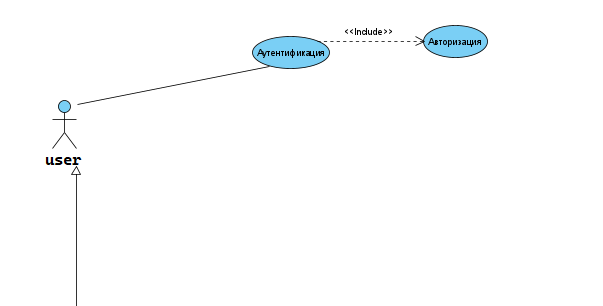 <<Include>>
Аутентификация
Авторизация
user